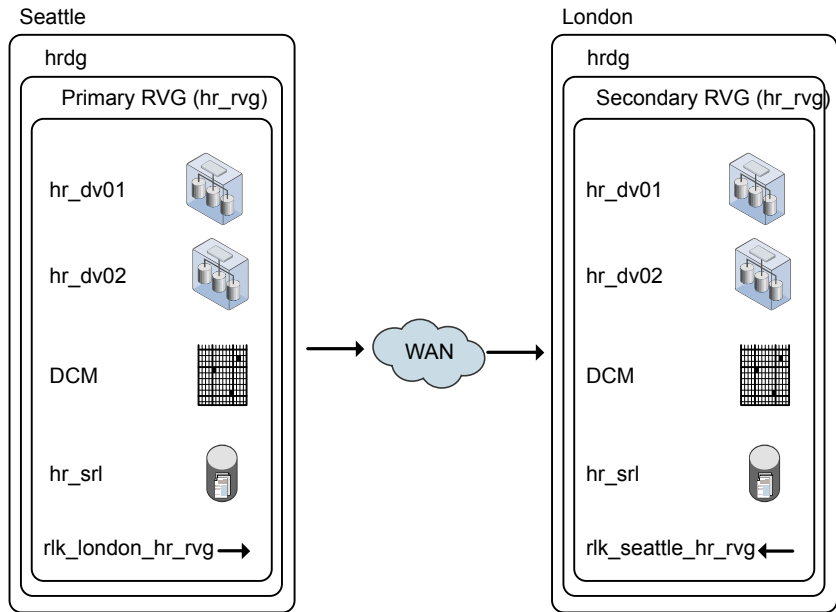 Seattle
hrdg
Primary RVG (hr_rvg)
hr_dv01
hr_dv02
DCM
hr_srl
rlk_london_hr_rvg
WAN
London
hrdg
Secondary RVG (hr_rvg)
hr_dv01
hr_dv02
DCM
hr_srl
rlk_seattle_hr_rvg